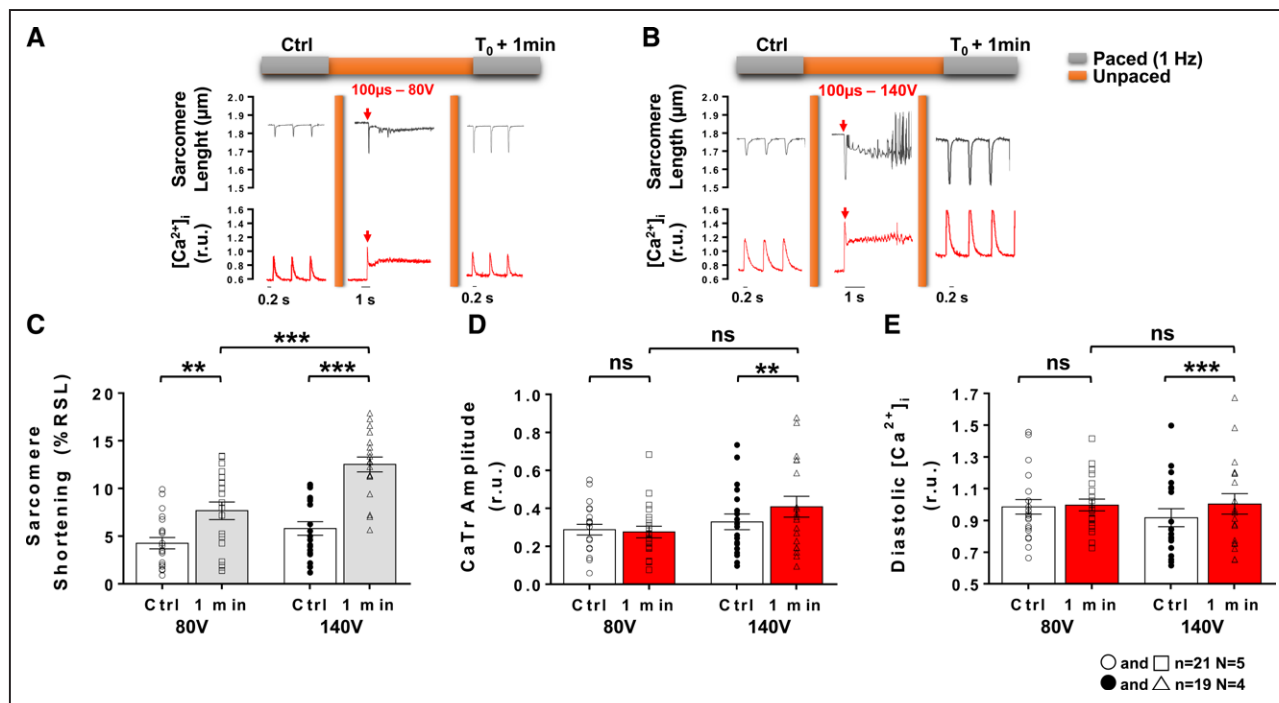 A
Ctrl
T0 + 1min
100µs – 80V
Sarcomere
Lenght (µm)
2.0
1.9
1.8
1.7
1.6
1.5
[Ca2+]i
(r.u.)
1.6
1.4
1.2
1.0
0.8
0.6
0.2 s
1 s
0.2 s
B
Ctrl
T0 + 1min
100µs – 140V
Sarcomere
Length (µm)
2.0
1.9
1.8
1.7
1.6
1.5
[Ca2+]i
(r.u.)
1.6
1.4
1.2
1.0
0.8
0.6
0.2 s
1 s
0.2 s
Paced (1 Hz)
Unpaced
C
Sarcomere
Shortening (%RSL)
20
15
10
5
0
**
***
***
Ctrl 1 min
Ctrl 1 min
80V
140V
D
CaTr Amplitude
(r.u.)
1.0
0.8
0.6
0.4
0.2
0.0
ns
ns
**
Ctrl 1 min
Ctrl 1 min
80V
140V
E
Diastolic [Ca2+]i
(r.u.)
1.7
1.5
1.3
1.1
0.9
0.7
0.5
ns
ns
***
Ctrl 1 min
Ctrl 1 min
80V
140V
and n=21 N=5
and n=19 N=4